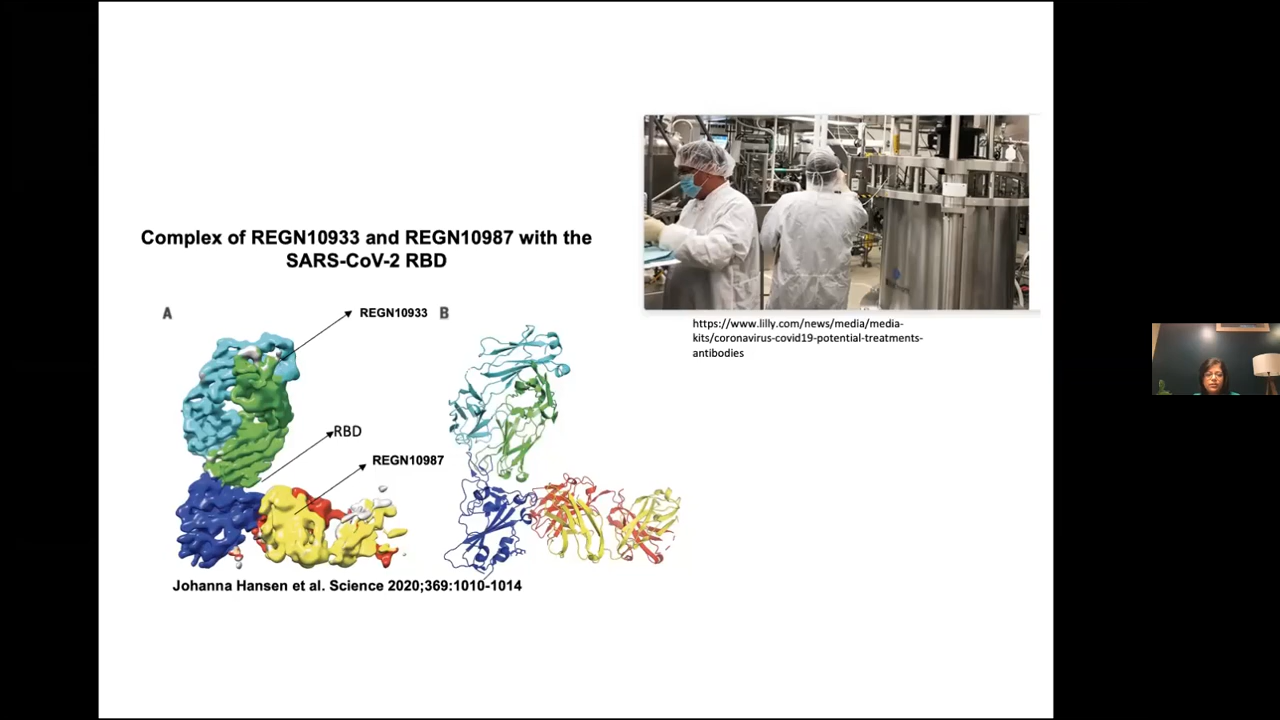 Complex of REGN10933 and REGN10987 with the
SARS-CoV-2 RBD
A
REGN10933
B
RBD
REGN10987
Johanna Hansen et al. Science 2020;369:1010-1014
https://www.lilly.com/news/media/media-
kits/coronavirus-covid19-potential-treatments-
antibodies